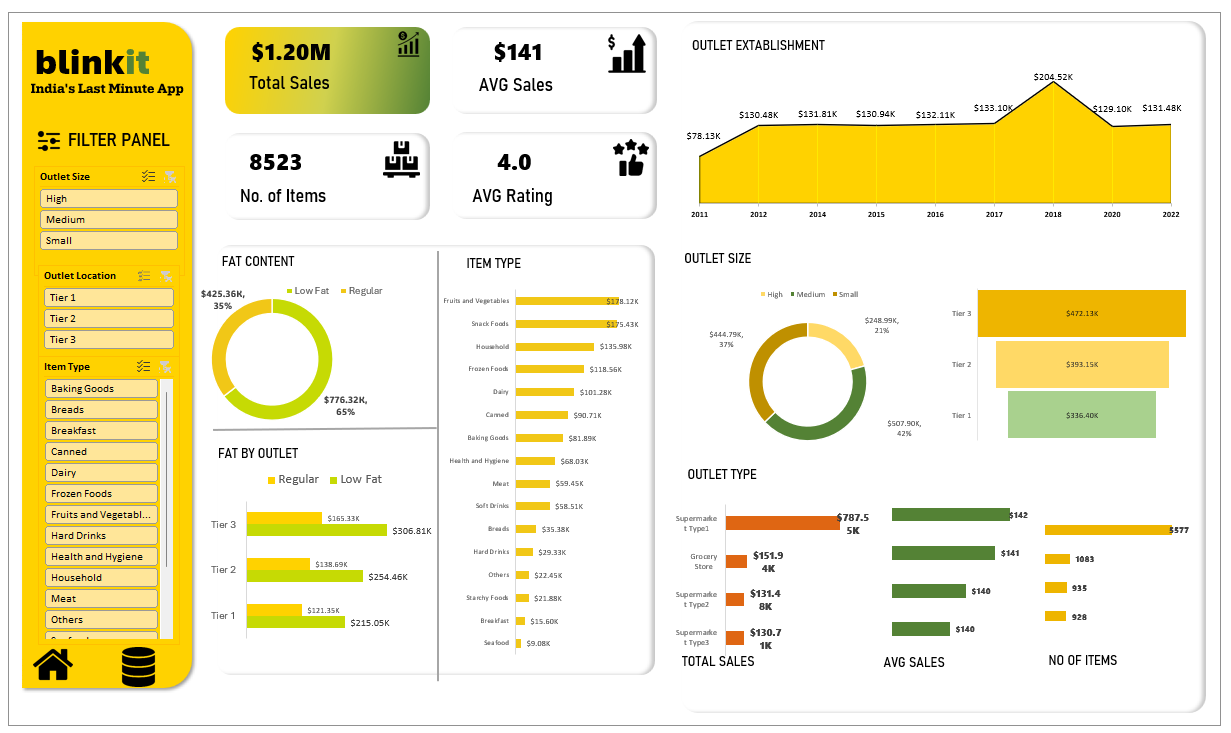 blinkit
India's Last Minute App
FILTER PANEL
Outlet Size
High
Medium
Small
Outlet Location
Tier 1
Tier 2
Tier 3
Item Type
Baking Goods
Breads
Breakfast
Canned
Dairy
Frozen Foods
Fruits and Vegetabl...
Hard Drinks
Health and Hygiene
Household
Meat
Others
$1.20M
Total Sales
$141
AVG Sales
8523
No. of Items
4.0
AVG Rating
FAT CONTENT
Low Fat Regular
$425.36K,
35%
$776.32K,
65%
FAT BY OUTLET
Regular Low Fat
Tier 3 $165.33K
$306.81K
Tier 2 $138.69K
$254.46K
Tier 1 $121.35K
$215.05K
ITEM TYPE
Fruits and Vegetables $178.12K
Snack Foods $175.43K
Household $135.98K
Frozen Foods $118.56K
Dairy $101.28K
Canned $90.71K
Baking Goods $81.89K
Health and Hygiene $68.03K
Meat $59.45K
Soft Drinks $58.51K
Breads $35.38K
Hard Drinks $29.33K
Others $22.45K
Starchy Foods $21.88K
Breakfast $15.60K
Seafood $9.08K
OUTLET EXTABLISHMENT
$78.13K $130.48K $131.81K $130.94K $132.11K $133.10K $204.52K $129.10K $131.48K
2011 2012 2014 2015 2016 2017 2018 2020 2022
OUTLET SIZE
High Medium Small
$248.99K,
21%
$444.79K,
37%
$507.90K,
42%
Tier 3 $472.13K
Tier 2 $393.15K
Tier 1 $336.40K
OUTLET TYPE
Supermarke
t Type1
$787.5
5K
Grocery
Store
$151.9
4K
Supermarke
t Type2
$131.4
8K
Supermarke
t Type3
$130.7
1K
TOTAL SALES
$142
$141
$140
$140
AVG SALES
$577
1083
935
928
NO OF ITEMS